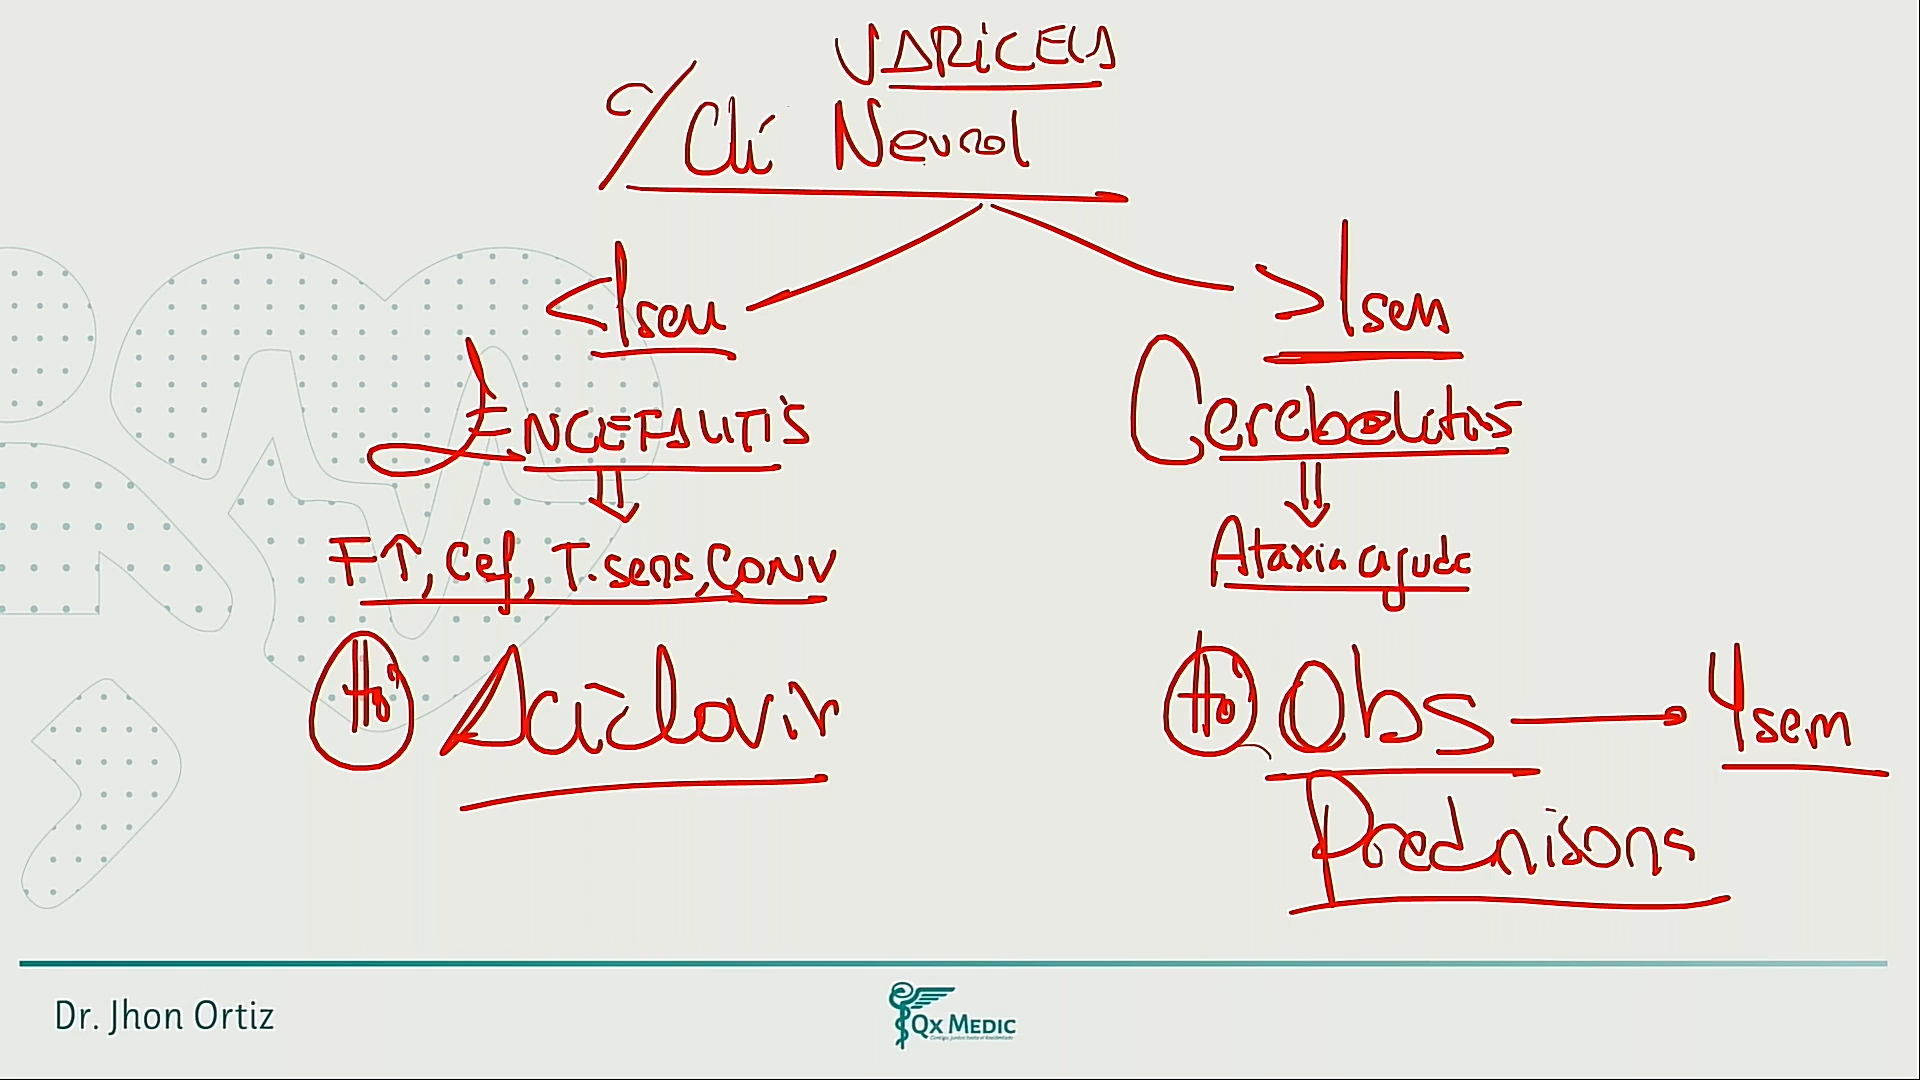 VARICELA
c/ Cli Neurol
<1sem
>1sem
ENCEFALITIS
Cerebelitis
F↑, Cef, T.sens, CONV
Ataxia aguda
Tto: Aciclovir
Tto: Obs → 4sem
Prednisona
Dr. Jhon Ortiz
QX MEDIC